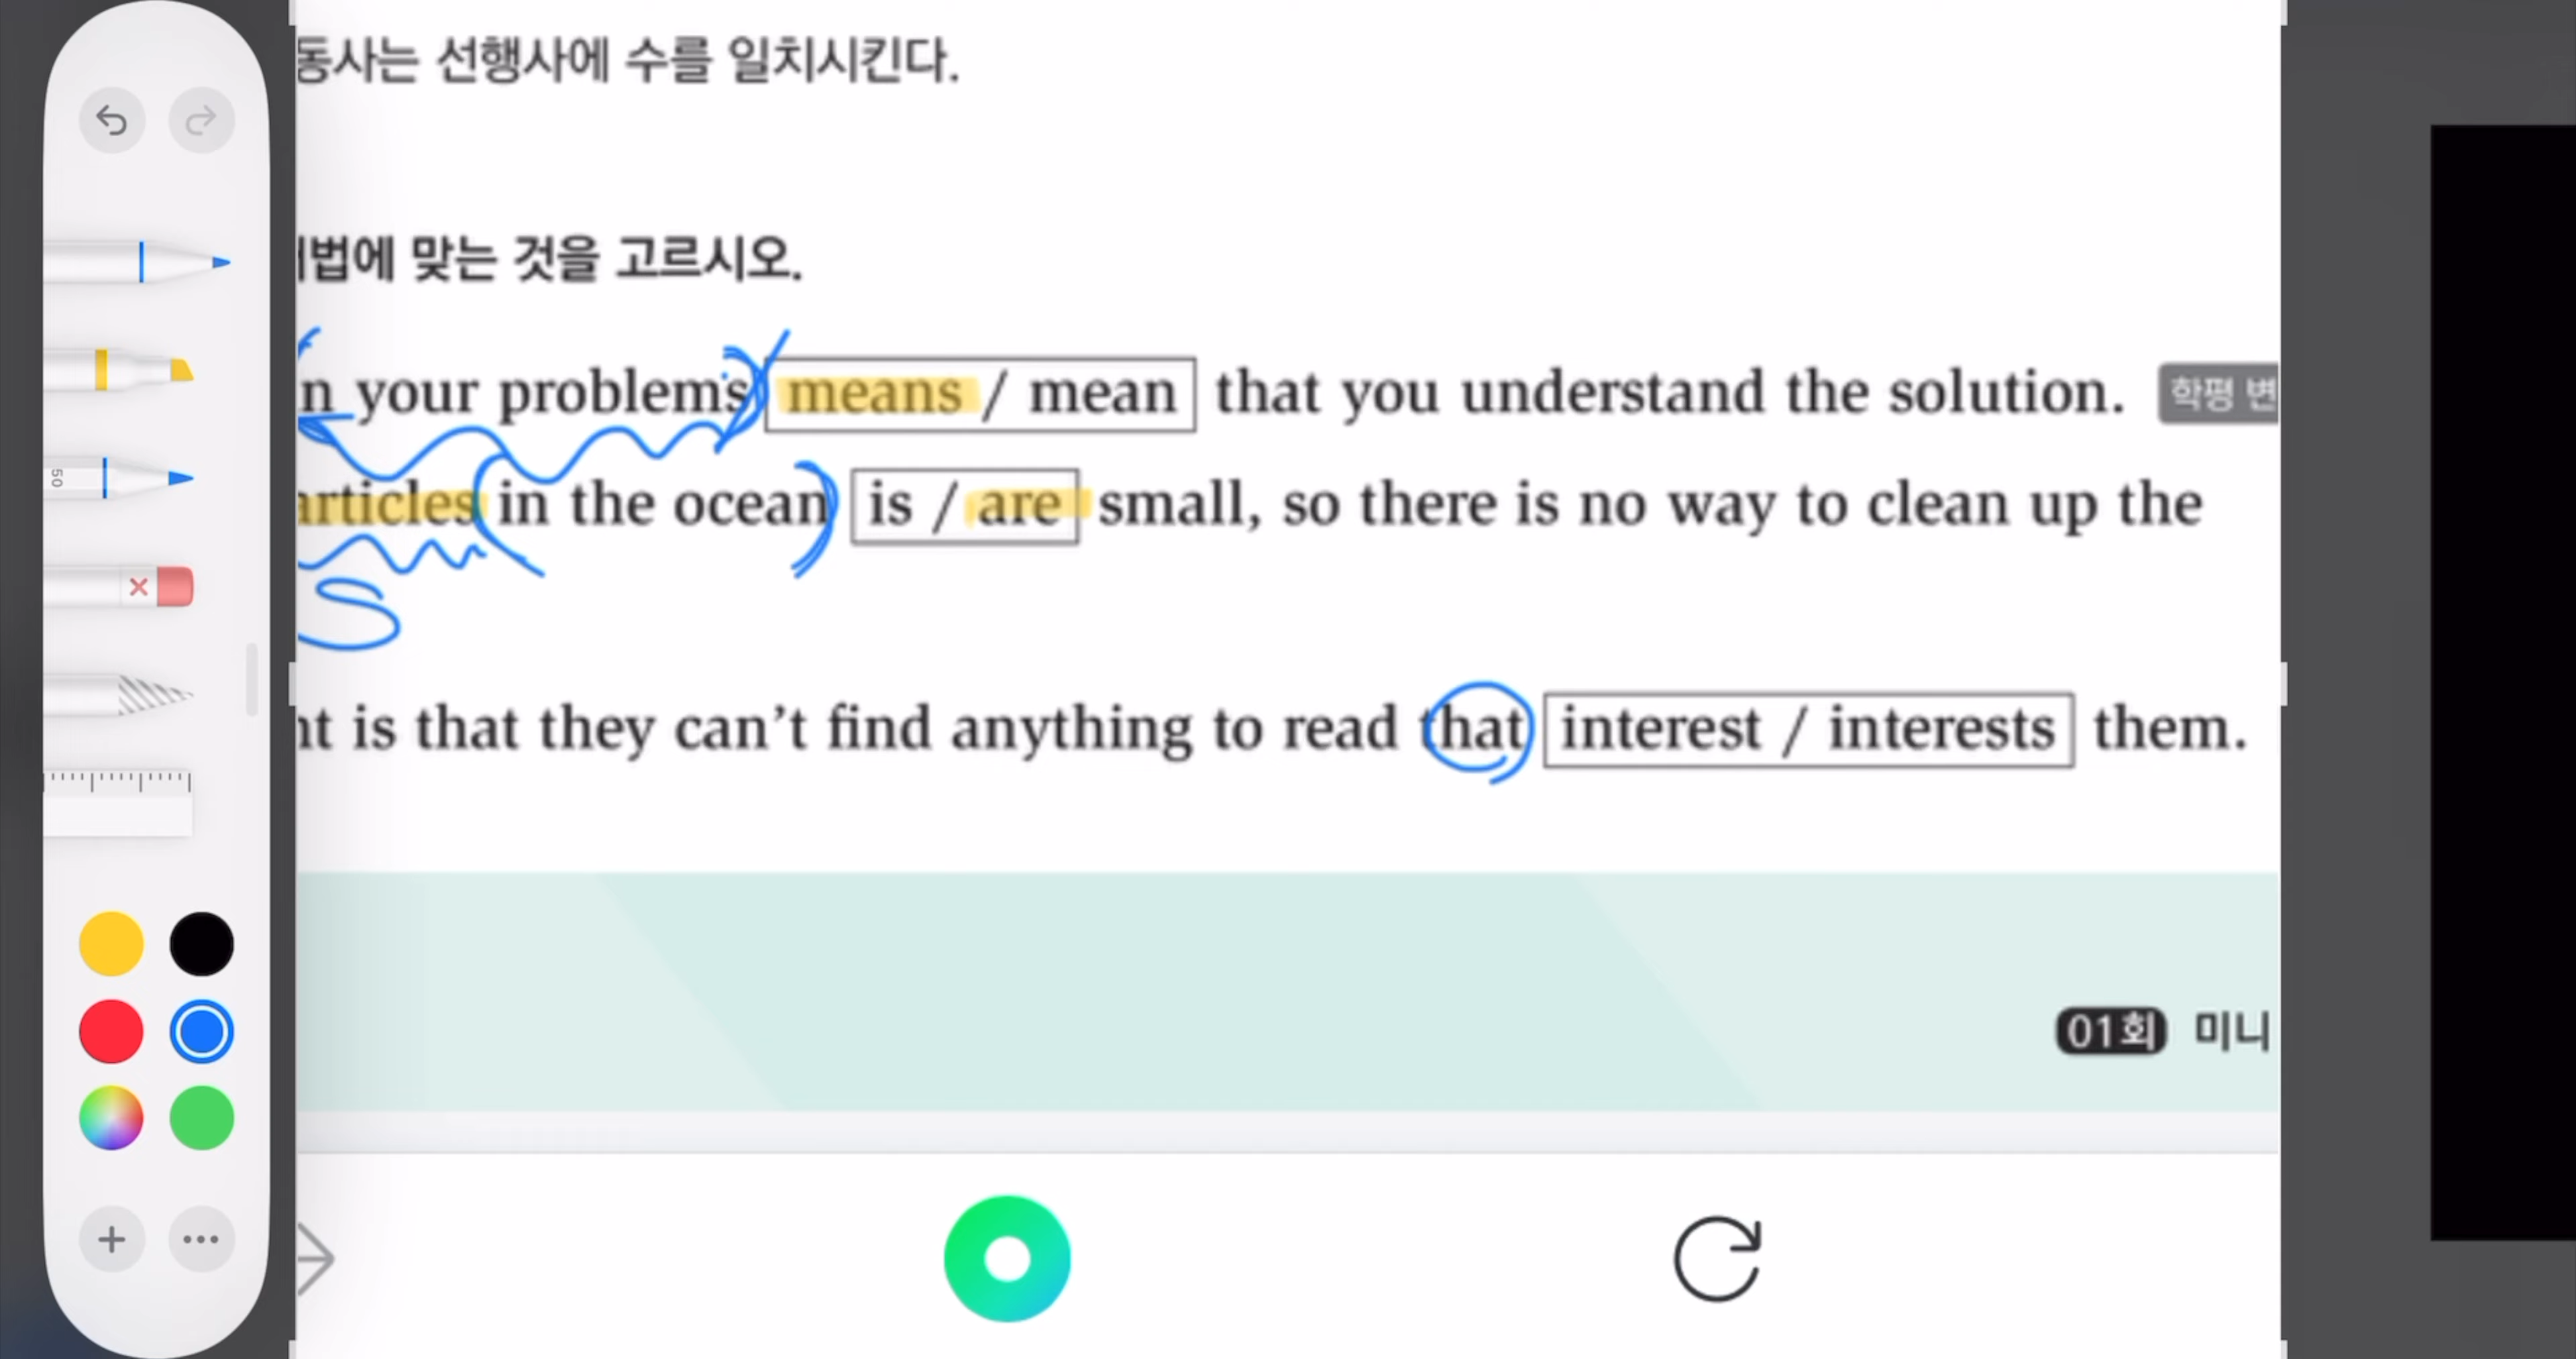 동사는 선행사에 수를 일치시킨다.
법에 맞는 것을 고르시오.
n your problems means / mean that you understand the solution. 학평 변
articles in the ocean is / are small, so there is no way to clean up the
S
nt is that they can't find anything to read that interest / interests them.
01회 미니
50